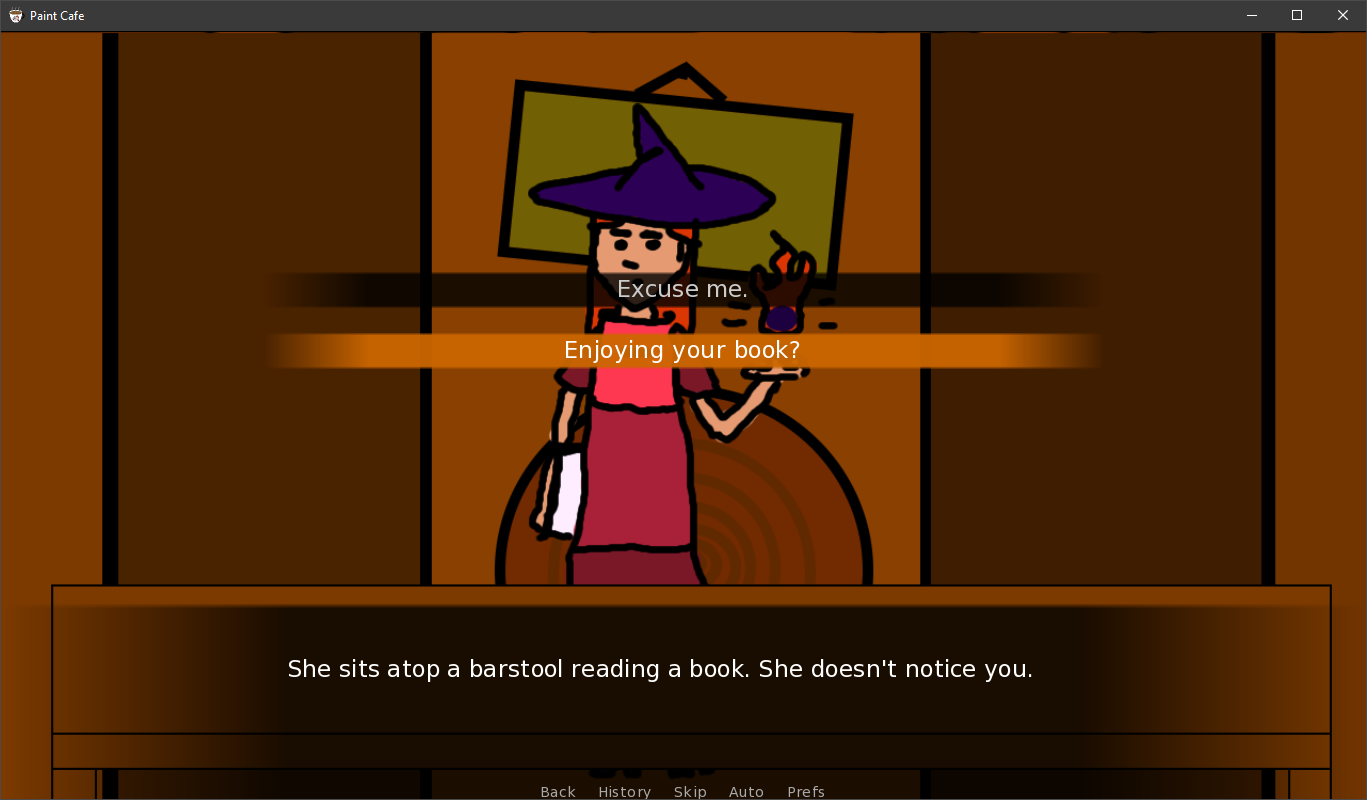 Paint Cafe
Excuse me.
Enjoying your book?
She sits atop a barstool reading a book. She doesn't notice you.
Back History Skip Auto Prefs